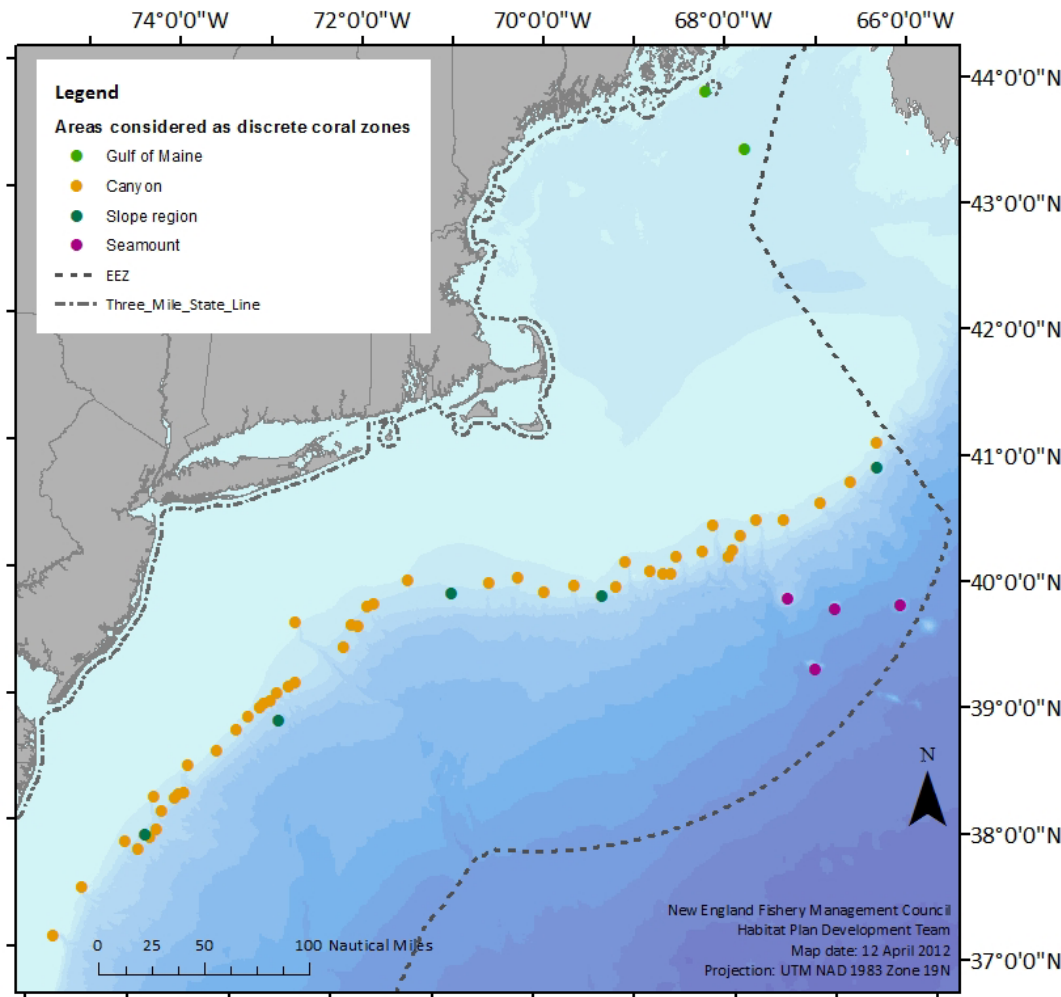 74°0'0"W 72°0'0"W 70°0'0"W 68°0'0"W 66°0'0"W
44°0'0"N
Legend
Areas considered as discrete coral zones
Gulf of Maine
Canyon
Slope region
Seamount
EEZ
Three_Mile_State_Line
43°0'0"N
42°0'0"N
41°0'0"N
40°0'0"N
39°0'0"N
N
38°0'0"N
0 25 50 100 Nautical Miles
New England Fishery Management Council
Habitat Plan Development Team
Map date: 12 April 2012
Projection: UTM NAD 1983 Zone 19N
37°0'0"N